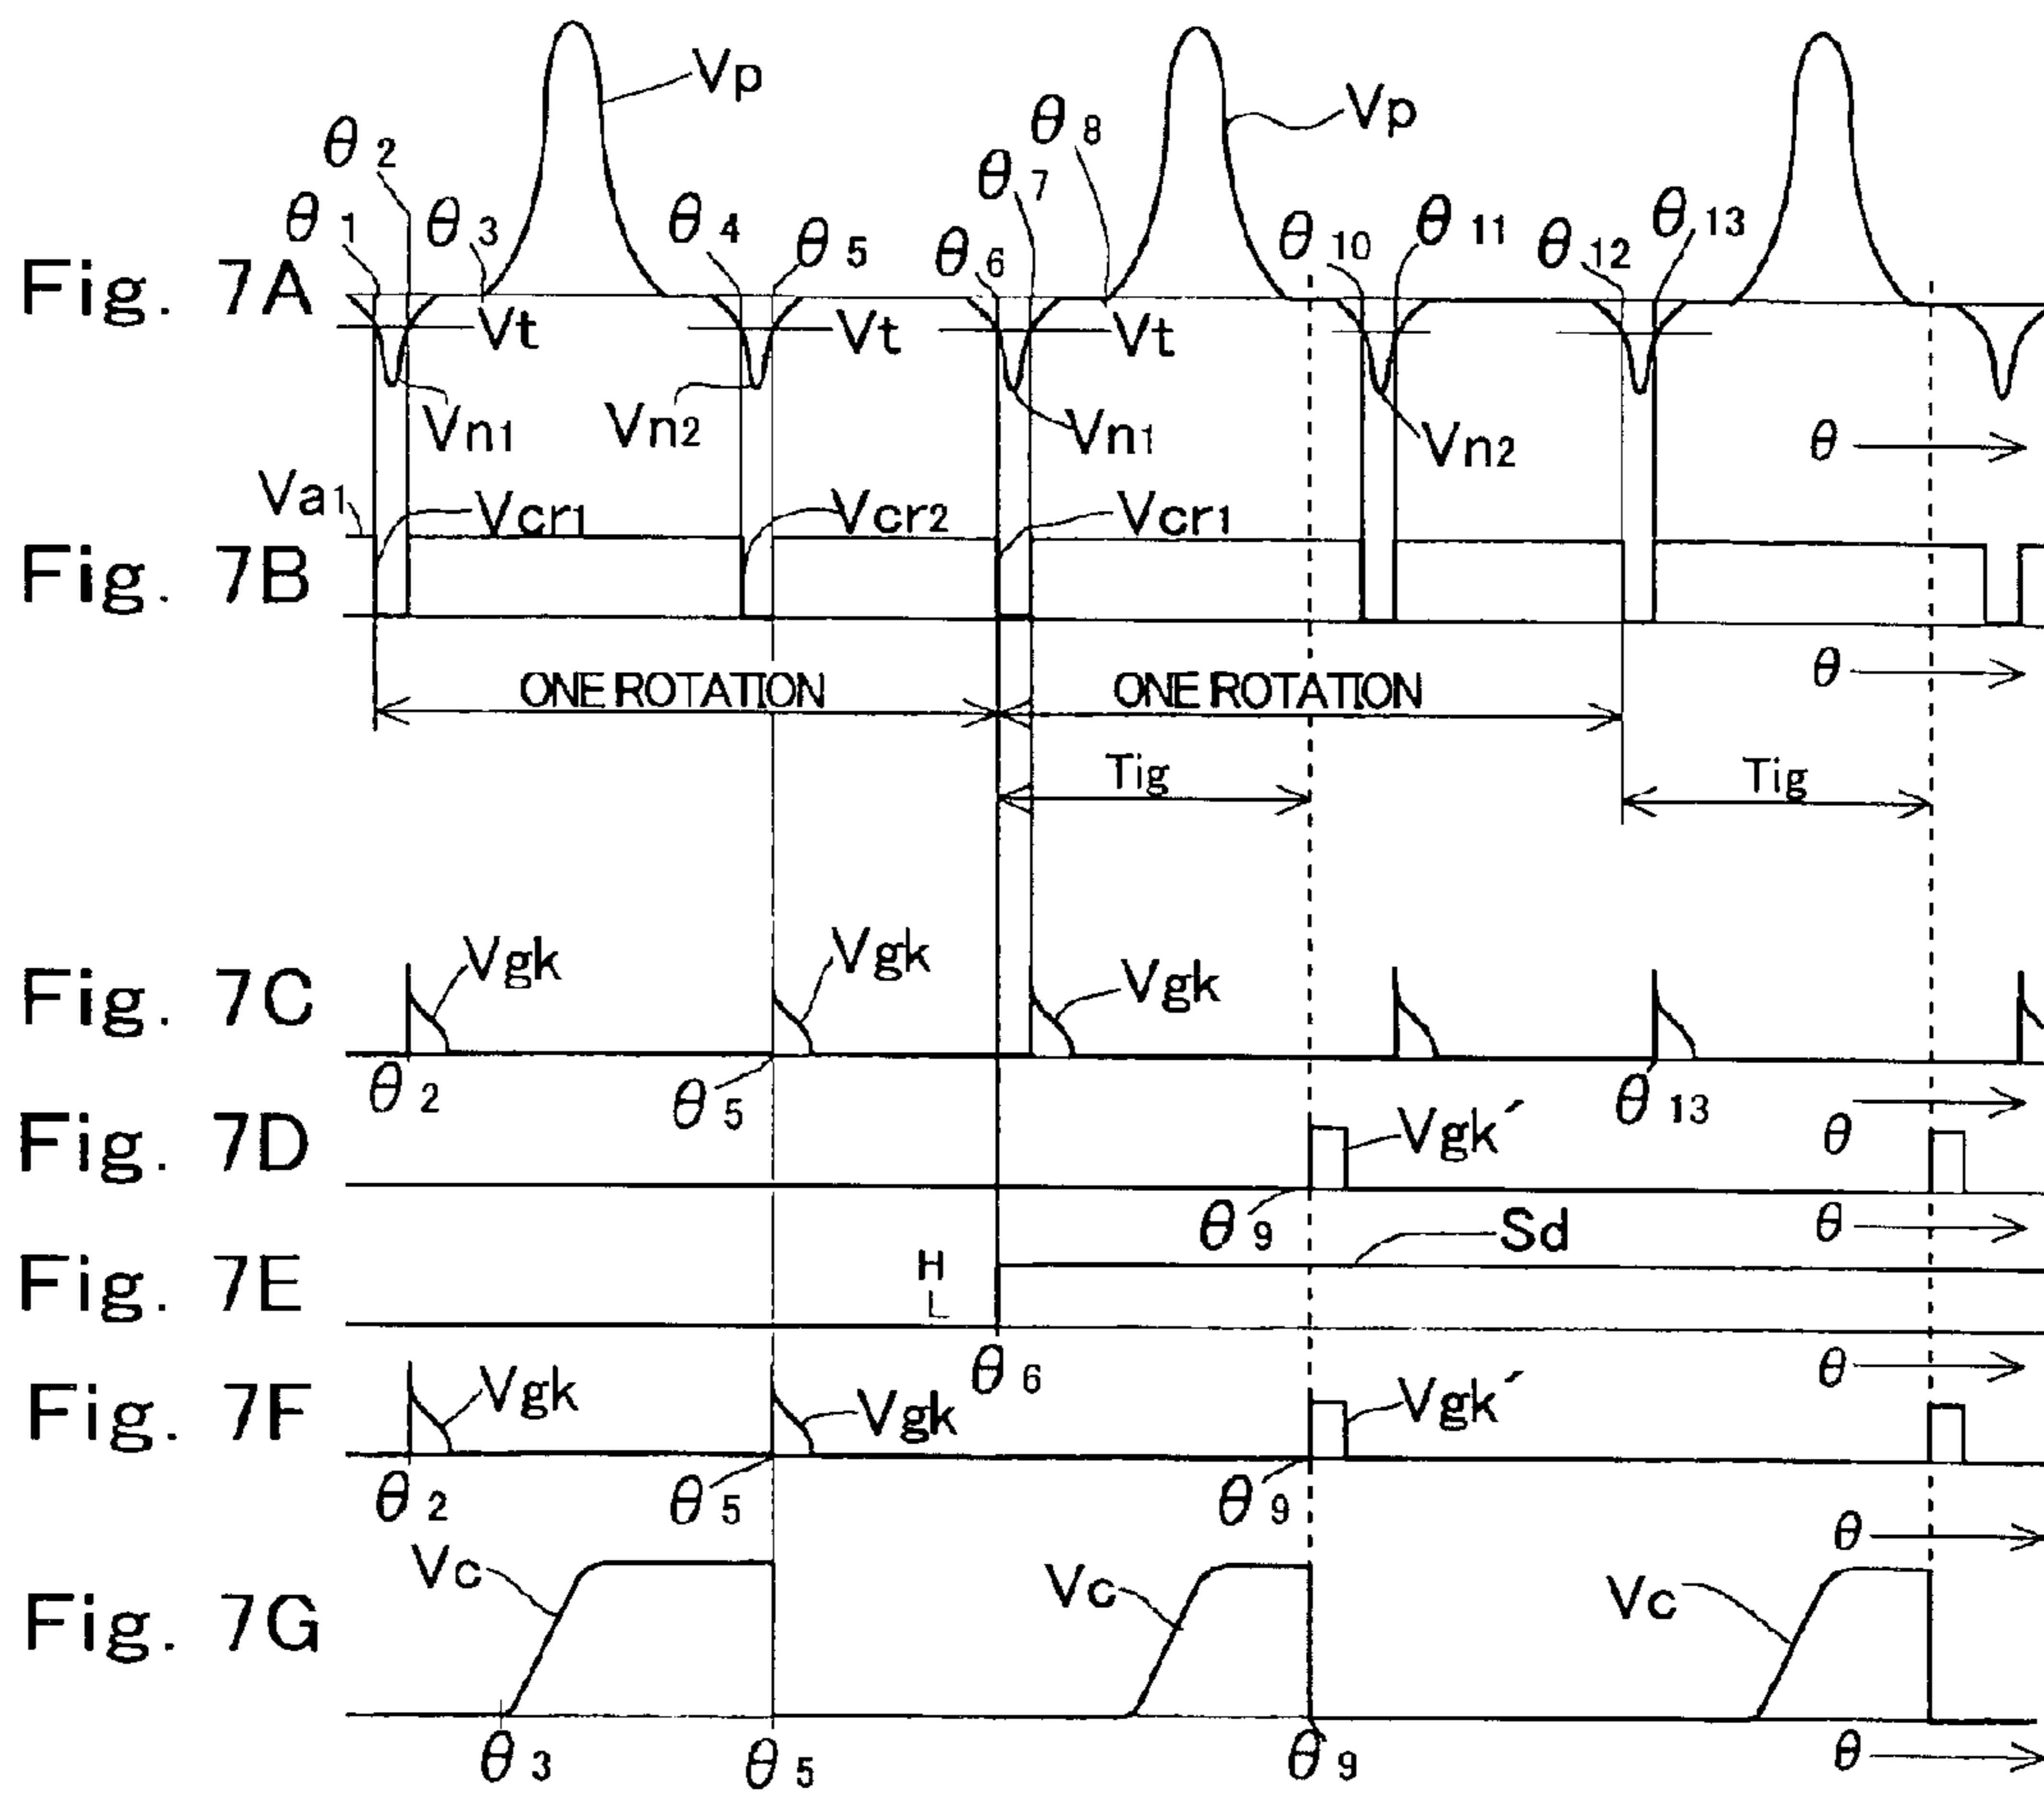 Vp
Vp
θ2
θ8
θ7
θ1
θ3
θ4
θ5
θ6
θ10
θ11
θ12
θ13
Fig. 7A
Vt
Vt
Vt
Vn1
Vn2
Vn1
Vn2
θ
Va1
Vcr1
Vcr2
Vcr1
Fig. 7B
θ
ONE ROTATION
ONE ROTATION
Tig
Tig
Fig. 7C
Vgk
Vgk
Vgk
θ2
θ5
θ13
Fig. 7D
Vgk´
θ
θ9
Sd
θ
Fig. 7E
H
L
θ6
θ
Fig. 7F
Vgk
Vgk
Vgk´
θ2
θ5
θ9
θ
Fig. 7G
Vc
Vc
Vc
θ3
θ5
θ9
θ